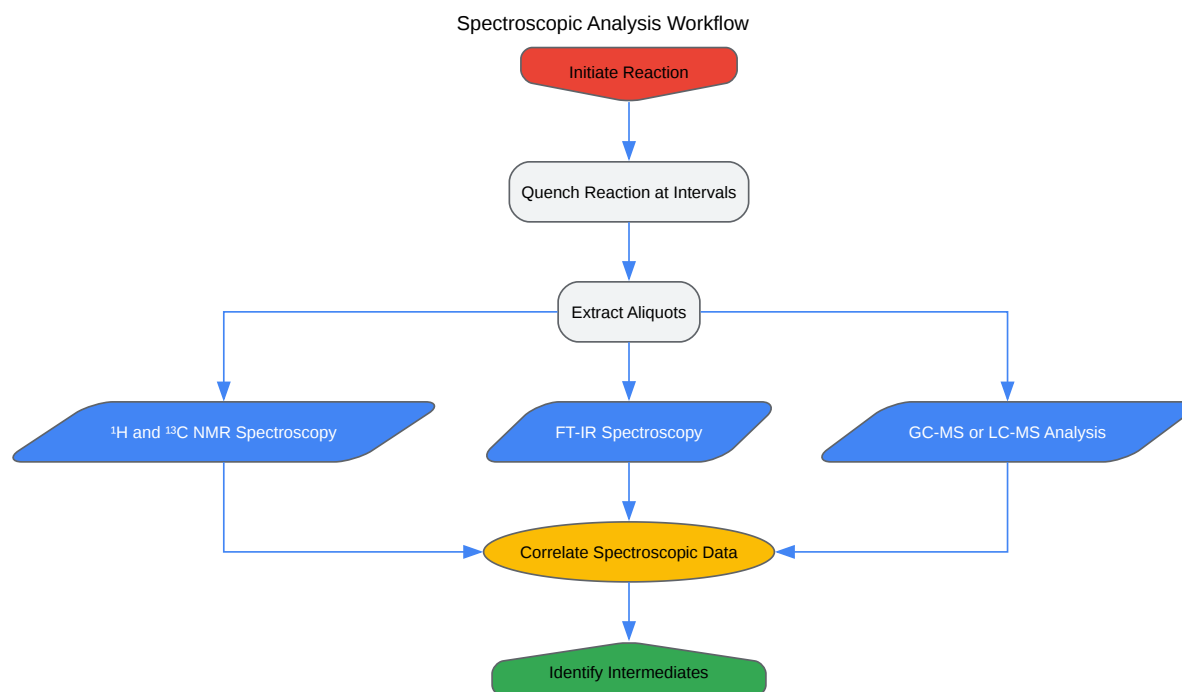 Spectroscopic Analysis Workflow
Initiate Reaction
Quench Reaction at Intervals
Extract Aliquots
¹H and ¹³C NMR Spectroscopy
FT-IR Spectroscopy
GC-MS or LC-MS Analysis
Correlate Spectroscopic Data
Identify Intermediates